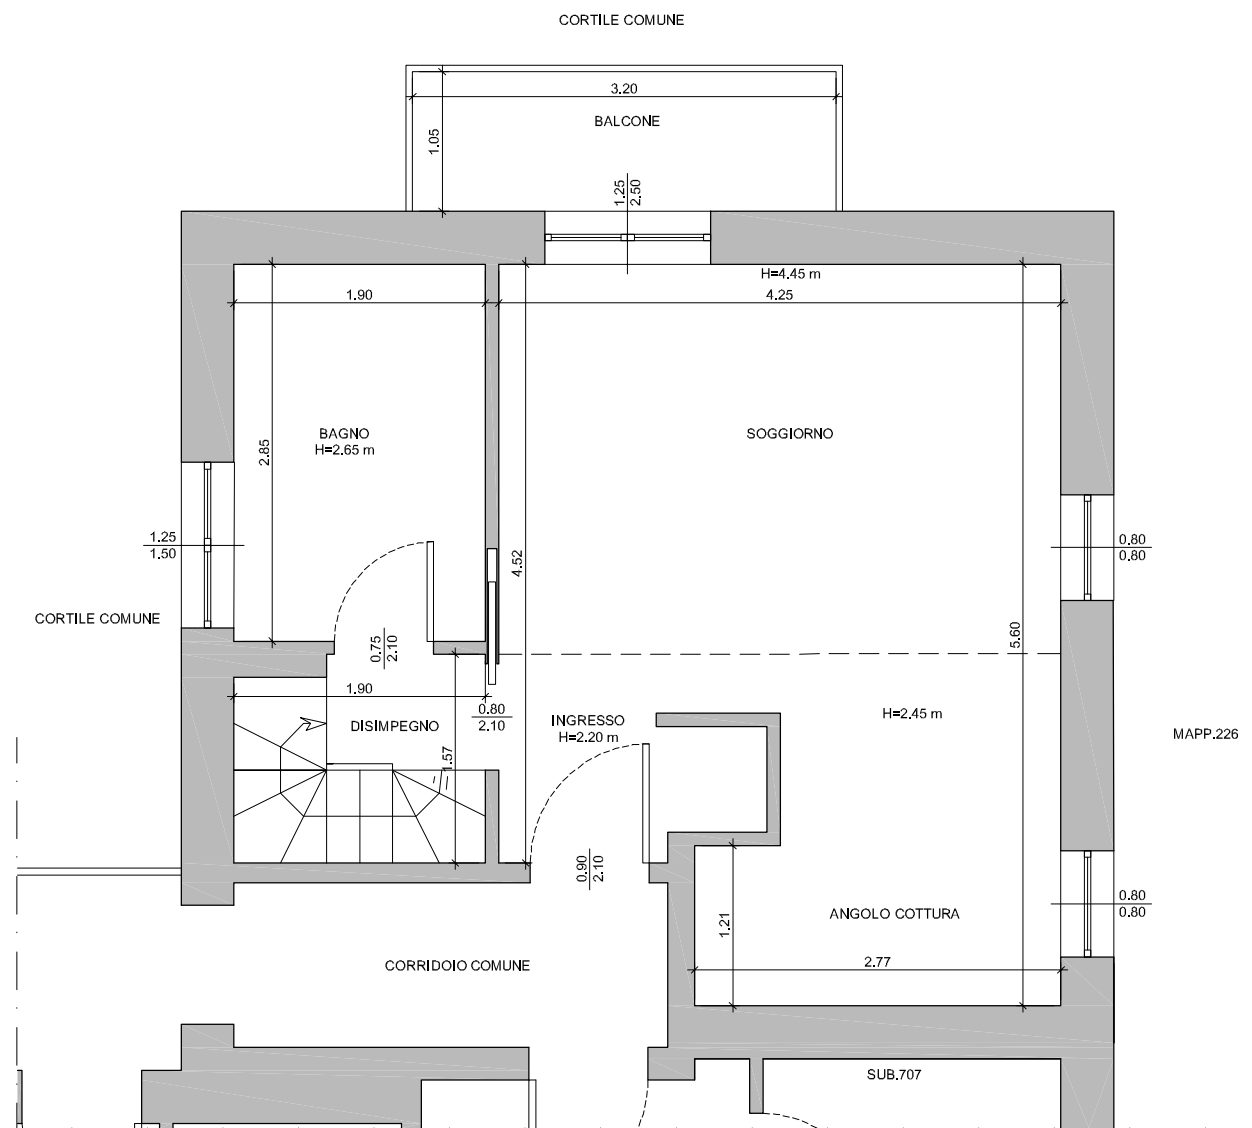 CORTILE COMUNE
3.20
BALCONE
1.05
1.25
2.50
H=4.45 m
1.90
4.25
BAGNO
H=2.65 m
SOGGIORNO
2.85
1.25
1.50
4.52
0.80
0.80
CORTILE COMUNE
0.75
2.10
5.60
1.90
DISIMPEGNO
0.80
2.10
INGRESSO
H=2.20 m
H=2.45 m
MAPP.226
1.57
0.90
2.10
0.80
0.80
1.21
ANGOLO COTTURA
CORRIDOIO COMUNE
2.77
SUB.707